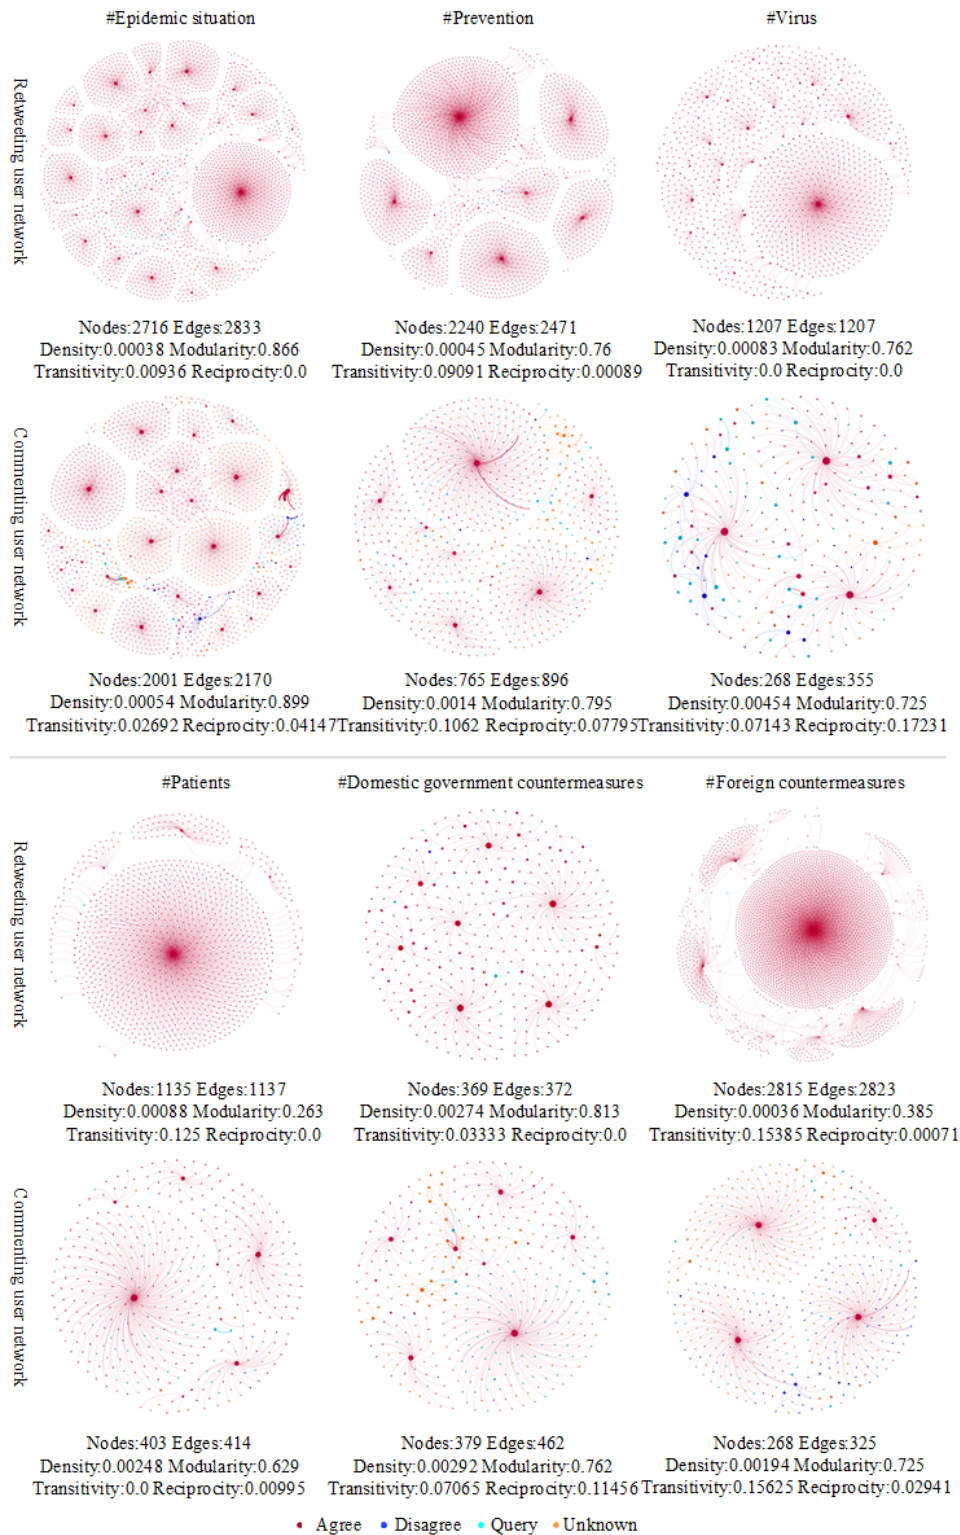 #Epidemic situation
#Prevention
#Virus
Retweeting user network
Nodes:2716 Edges:2833
Density:0.00038 Modularity:0.866
Transitivity:0.00936 Reciprocity:0.0
Nodes:2240 Edges:2471
Density:0.00045 Modularity:0.76
Transitivity:0.09091 Reciprocity:0.00089
Nodes:1207 Edges:1207
Density:0.00083 Modularity:0.762
Transitivity:0.0 Reciprocity:0.0
Commenting user network
Nodes:2001 Edges:2170
Density:0.00054 Modularity:0.899
Transitivity:0.02692 Reciprocity:0.04147
Nodes:765 Edges:896
Density:0.0014 Modularity:0.795
Transitivity:0.1062 Reciprocity:0.07795
Nodes:268 Edges:355
Density:0.00454 Modularity:0.725
Transitivity:0.07143 Reciprocity:0.17231
#Patients
#Domestic government countermeasures
#Foreign countermeasures
Retweeting user network
Nodes:1135 Edges:1137
Density:0.00088 Modularity:0.263
Transitivity:0.125 Reciprocity:0.0
Nodes:369 Edges:372
Density:0.00274 Modularity:0.813
Transitivity:0.03333 Reciprocity:0.0
Nodes:2815 Edges:2823
Density:0.00036 Modularity:0.385
Transitivity:0.15385 Reciprocity:0.00071
Commenting user network
Nodes:403 Edges:414
Density:0.00248 Modularity:0.629
Transitivity:0.0 Reciprocity:0.00995
Nodes:379 Edges:462
Density:0.00292 Modularity:0.762
Transitivity:0.07065 Reciprocity:0.11456
Nodes:268 Edges:325
Density:0.00194 Modularity:0.725
Transitivity:0.15625 Reciprocity:0.02941
Agree Disagree Query Unknown